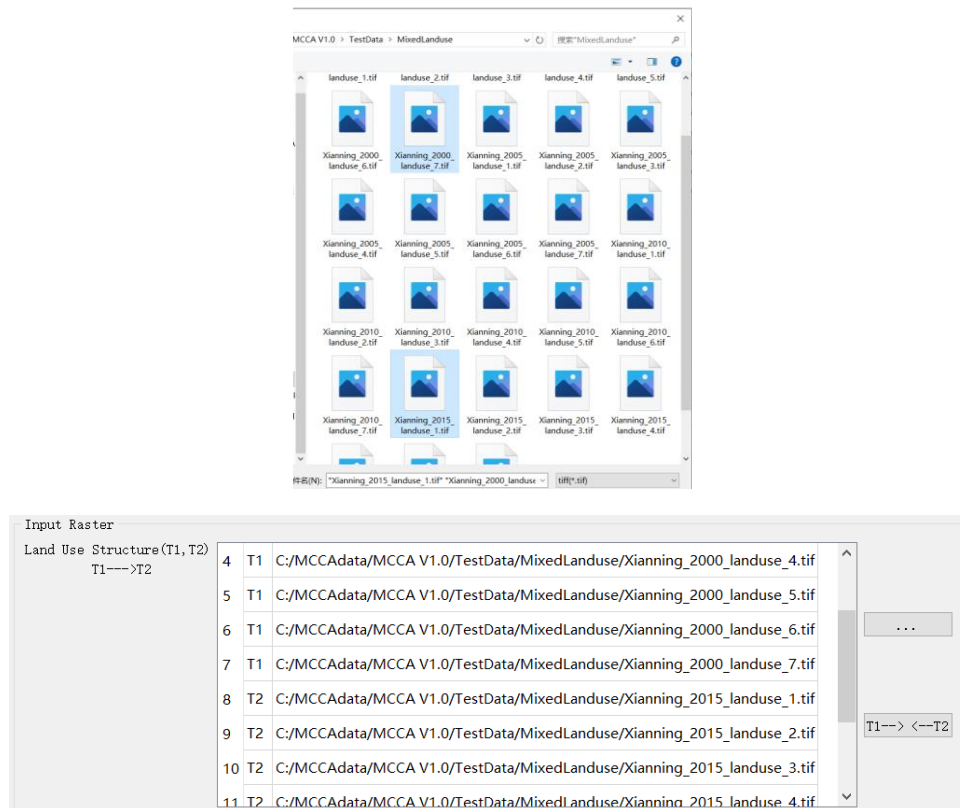 MCCA V1.0 › TestData › MixedLanduse
搜索"MixedLanduse"
landuse_1.tif landuse_2.tif landuse_3.tif landuse_4.tif landuse_5.tif
Xianning_2000_ Xianning_2000_ Xianning_2005_ Xianning_2005_ Xianning_2005_
landuse_6.tif landuse_7.tif landuse_1.tif landuse_2.tif landuse_3.tif
Xianning_2005_ Xianning_2005_ Xianning_2005_ Xianning_2005_ Xianning_2010_
landuse_4.tif landuse_5.tif landuse_6.tif landuse_7.tif landuse_1.tif
Xianning_2010_ Xianning_2010_ Xianning_2010_ Xianning_2010_ Xianning_2010_
landuse_2.tif landuse_3.tif landuse_4.tif landuse_5.tif landuse_6.tif
Xianning_2010_ Xianning_2015_ Xianning_2015_ Xianning_2015_ Xianning_2015_
landuse_7.tif landuse_1.tif landuse_2.tif landuse_3.tif landuse_4.tif
件名(N): "Xianning_2015_landuse_1.tif" "Xianning_2000_landuse tiff(*.tif)
Input Raster
Land Use Structure(T1,T2)
T1--->T2
4 T1 C:/MCCAdata/MCCA V1.0/TestData/MixedLanduse/Xianning_2000_landuse_4.tif
5 T1 C:/MCCAdata/MCCA V1.0/TestData/MixedLanduse/Xianning_2000_landuse_5.tif
6 T1 C:/MCCAdata/MCCA V1.0/TestData/MixedLanduse/Xianning_2000_landuse_6.tif
...
7 T1 C:/MCCAdata/MCCA V1.0/TestData/MixedLanduse/Xianning_2000_landuse_7.tif
8 T2 C:/MCCAdata/MCCA V1.0/TestData/MixedLanduse/Xianning_2015_landuse_1.tif
9 T2 C:/MCCAdata/MCCA V1.0/TestData/MixedLanduse/Xianning_2015_landuse_2.tif
T1--> <--T2
10 T2 C:/MCCAdata/MCCA V1.0/TestData/MixedLanduse/Xianning_2015_landuse_3.tif
11 T2 C:/MCCAdata/MCCA V1.0/TestData/MixedLanduse/Xianning_2015_landuse_4.tif